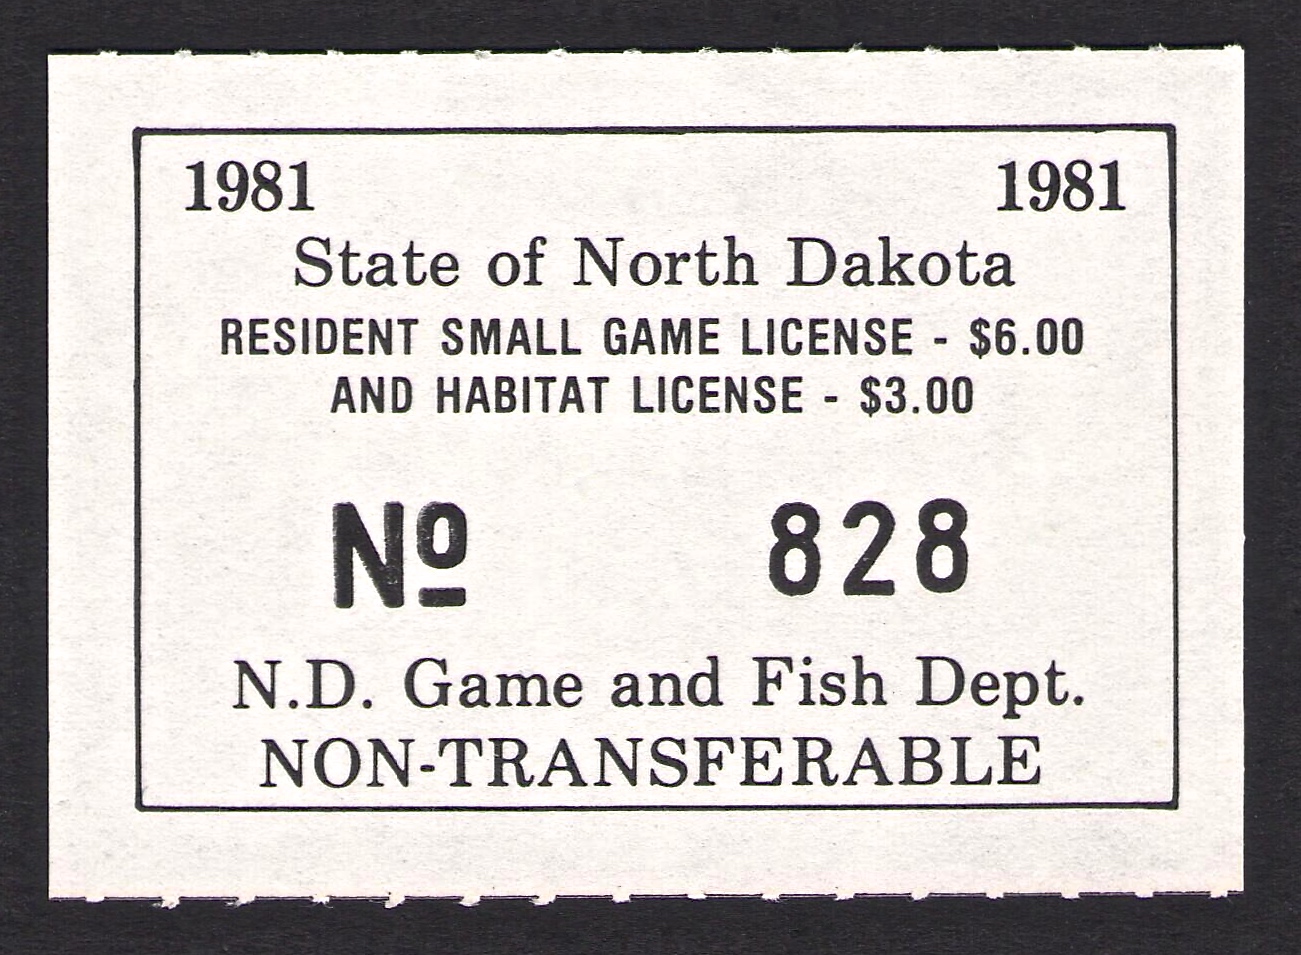 1981 1981
State of North Dakota
RESIDENT SMALL GAME LICENSE - $6.00
AND HABITAT LICENSE - $3.00
Nº 828
N.D. Game and Fish Dept.
NON-TRANSFERABLE